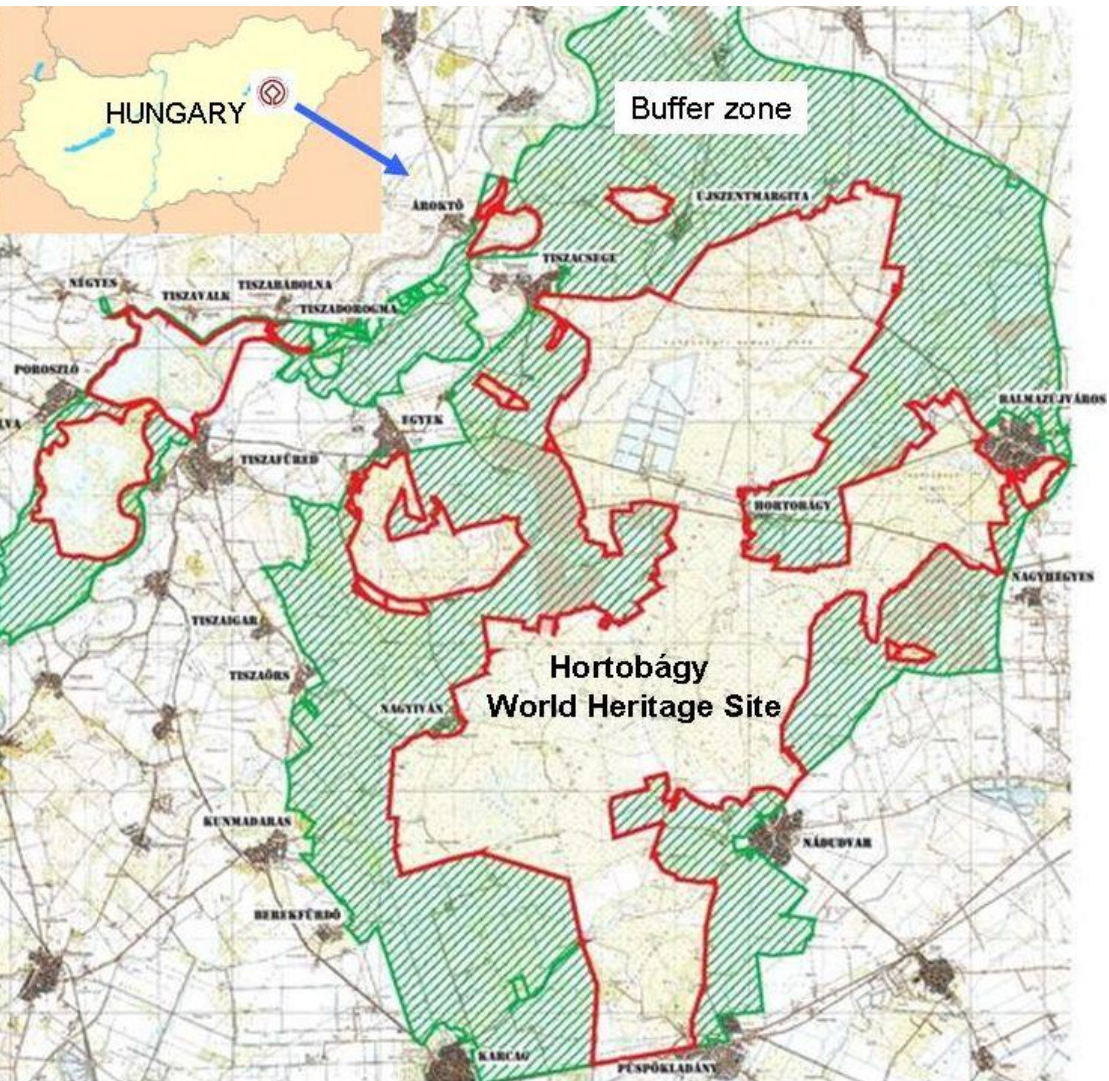 HUNGARY
Buffer zone
ÁROKTŐ
ÚJSZENTMARGITA
TISZACSEGE
NÉGYES
TISZAVALK
TISZABÁBOLNA
TISZADOROGMA
POROSZLÓ
BALMAZÚJVÁROS
LVA
EGYEK
TISZAFÜRED
HORTOBÁGY
NAGYHEGYES
TISZAIGAR
Hortobágy
World Heritage Site
TISZAÖRS
NAGYIVÁN
KUNMADARAS
NÁDUDVAR
BEREKFÜRDŐ
KARCAG
PÜSPÖKLADÁNY